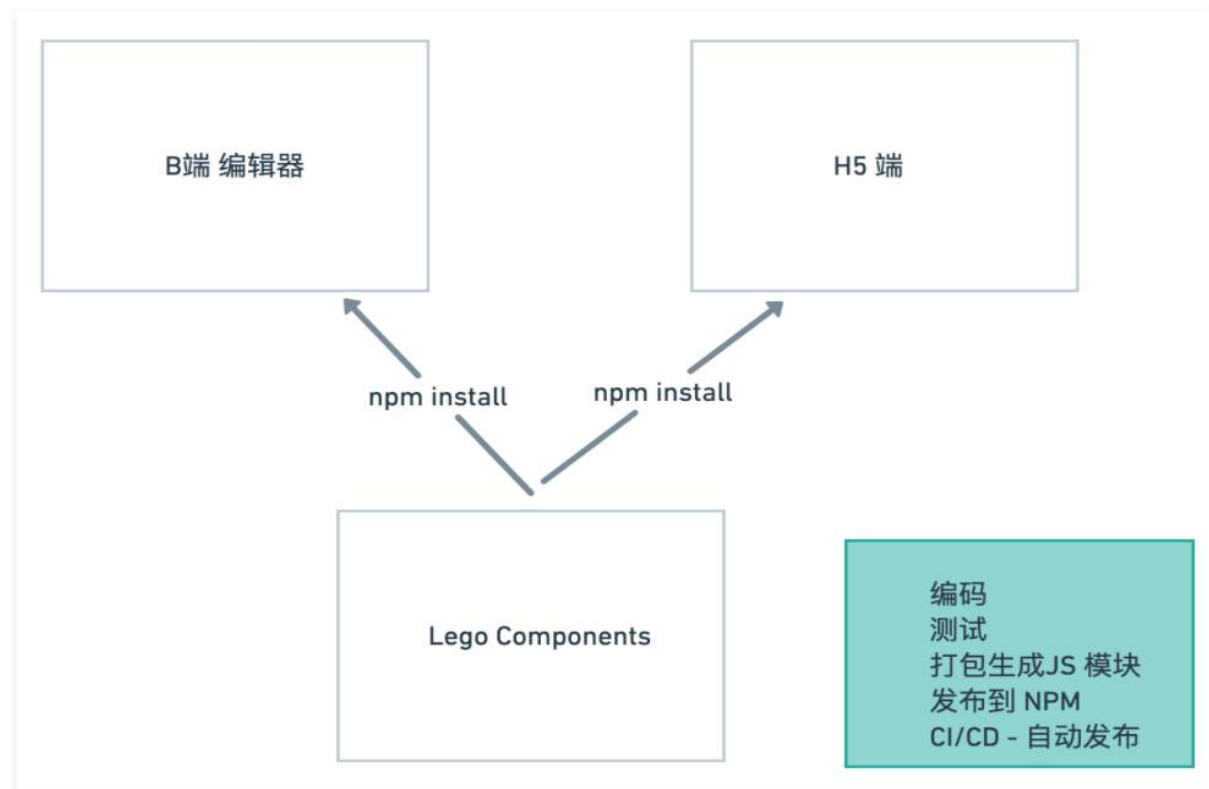 B端 编辑器
H5 端
npm install
npm install
Lego Components
编码
测试
打包生成JS 模块
发布到 NPM
CI/CD - 自动发布